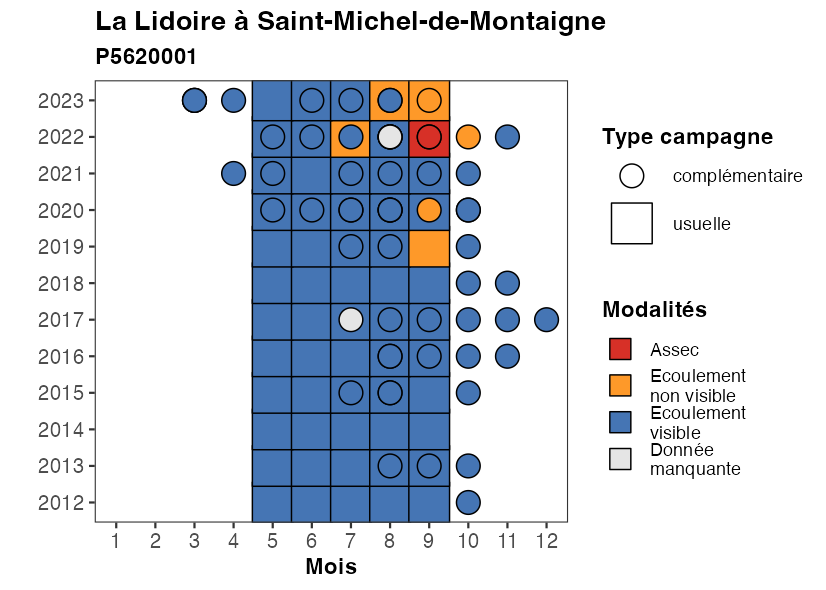 La Lidoire à Saint-Michel-de-Montaigne
P5620001
2023
2022
2021
2020
2019
2018
2017
2016
2015
2014
2013
2012
1 2 3 4 5 6 7 8 9 10 11 12
Mois
Type campagne
complémentaire
usuelle
Modalités
Assec
Ecoulement
non visible
Ecoulement
visible
Donnée
manquante